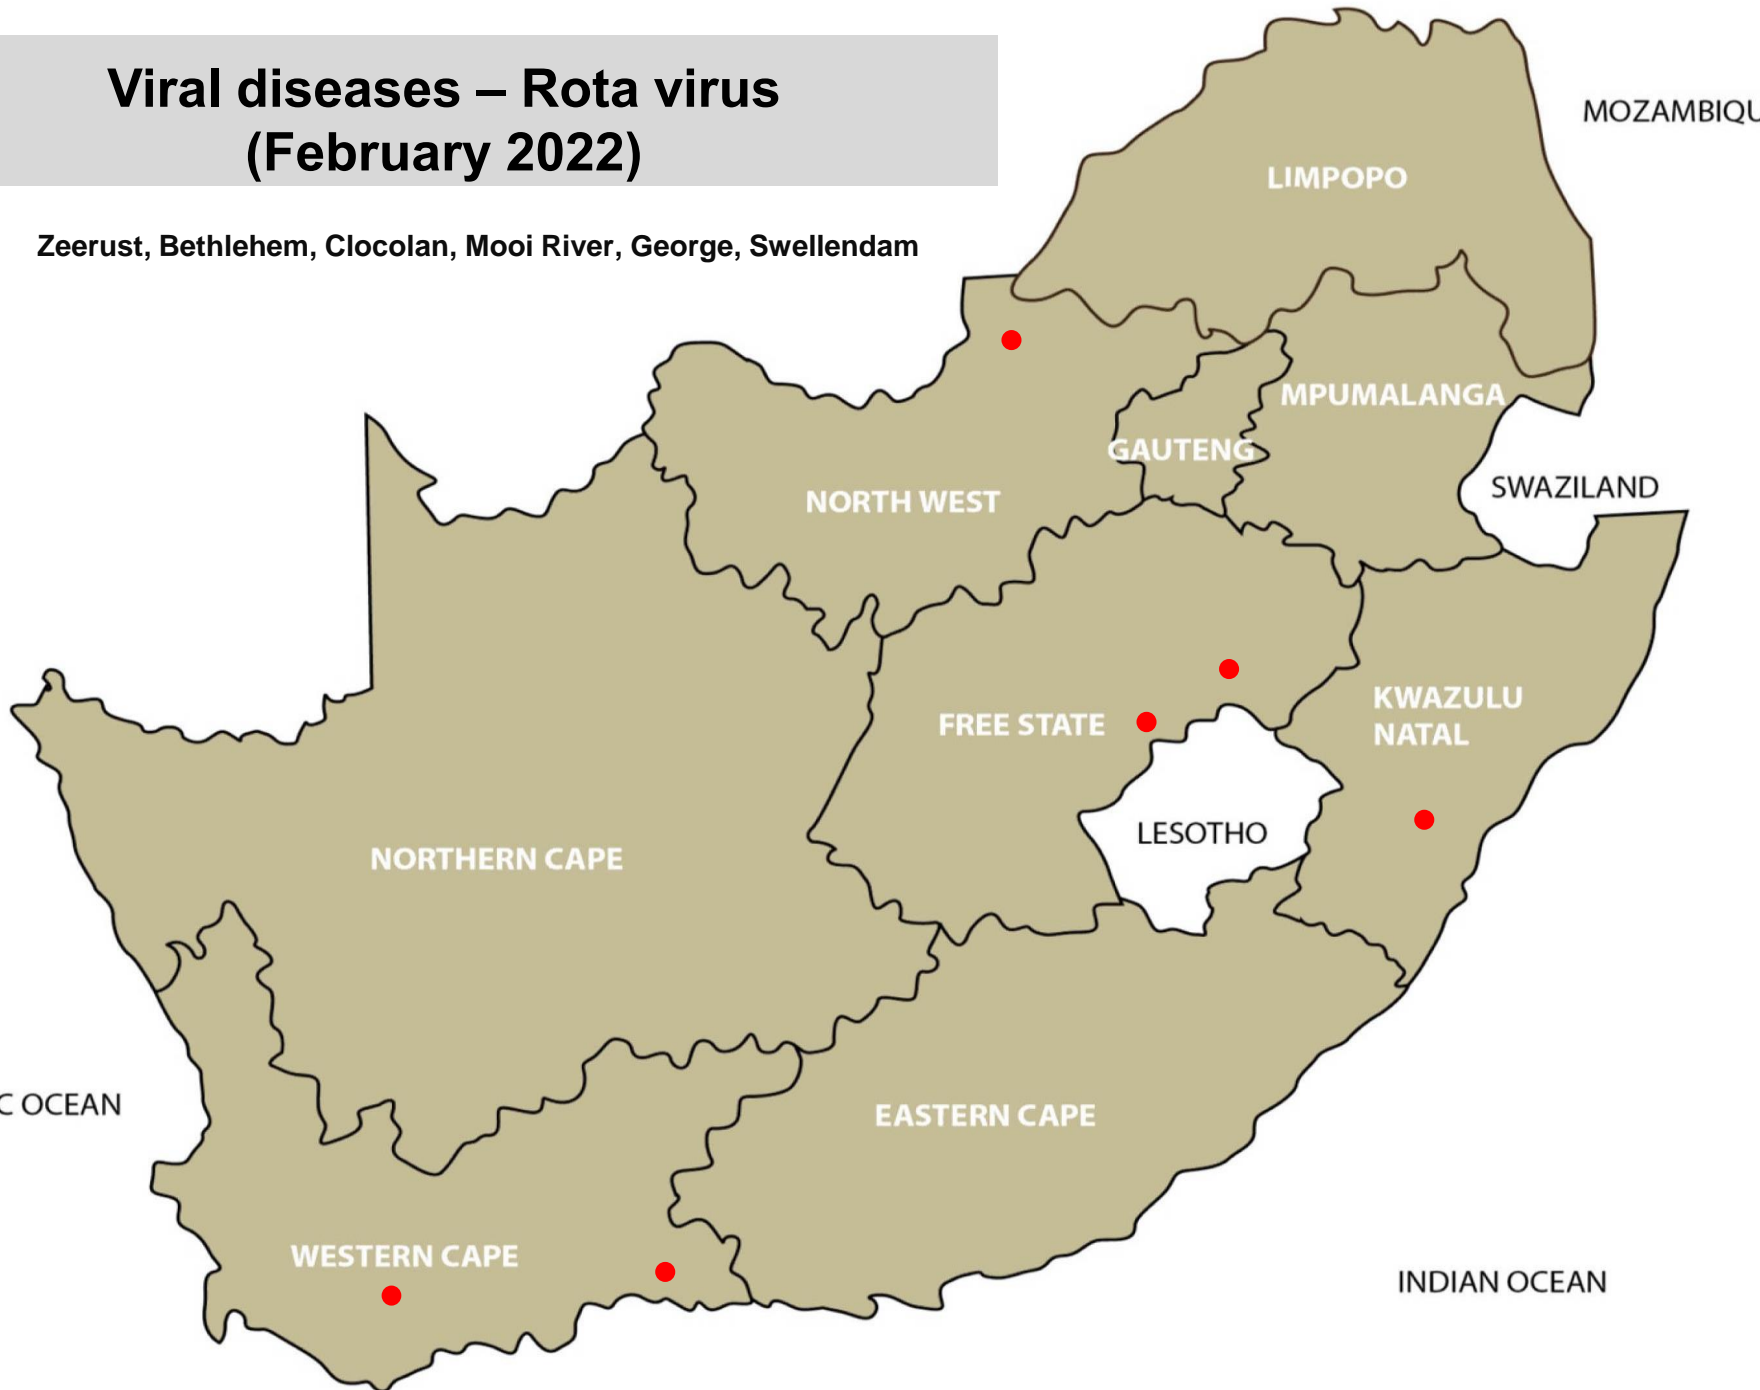 Viral diseases – Rota virus
(February 2022)
Zeerust, Bethlehem, Clocolan, Mooi River, George, Swellendam
MOZAMBIQU
LIMPOPO
MPUMALANGA
GAUTENG
SWAZILAND
NORTH WEST
KWAZULU
NATAL
FREE STATE
LESOTHO
NORTHERN CAPE
C OCEAN
EASTERN CAPE
WESTERN CAPE
INDIAN OCEAN